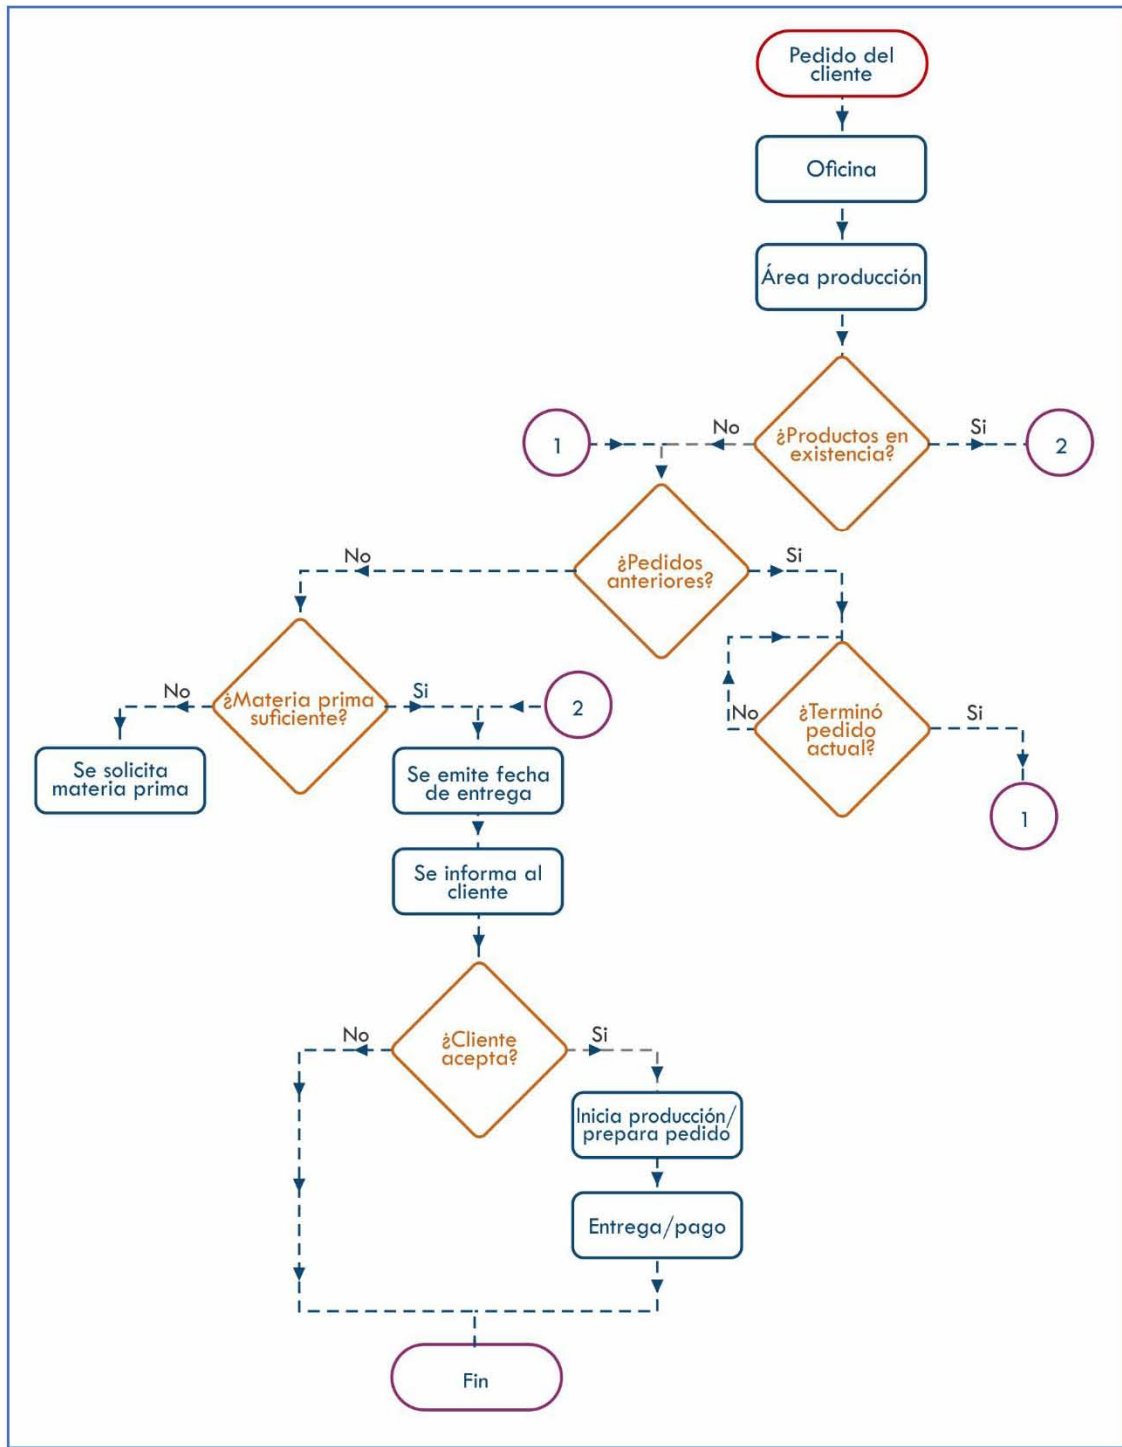 Pedido del
cliente
Oficina
Área producción
¿Productos en
existencia?
No
Si
1
2
¿Pedidos
anteriores?
No
Si
¿Materia prima
suficiente?
No
Si
2
¿Terminó
pedido
actual?
No
Si
Se solicita
materia prima
Se emite fecha
de entrega
1
Se informa al
cliente
¿Cliente
acepta?
No
Si
Inicia producción/
prepara pedido
Entrega/pago
Fin